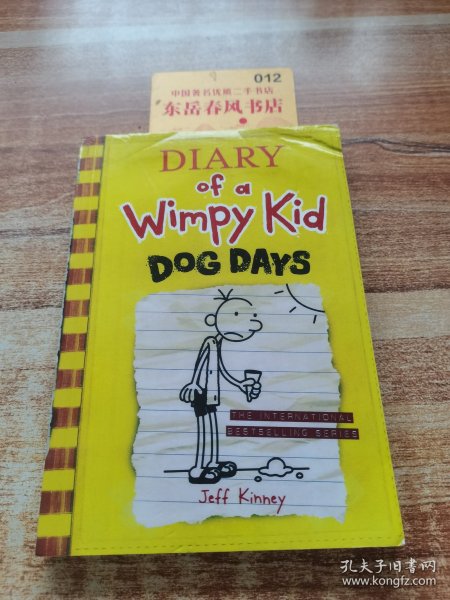 012
中国著名优质二手书店
东岳春风书店
DIARY
of a
Wimpy Kid
DOG DAYS
THE INTERNATIONAL
BESTSELLING SERIES
Jeff Kinney
孔夫子旧书网
www.kongfz.com